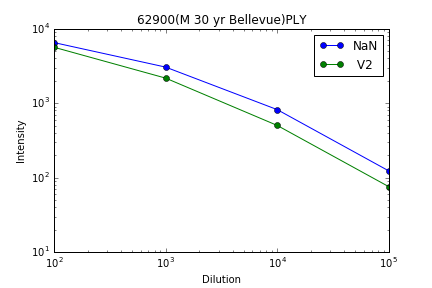 62900(M 30 yr Bellevue)PLY
10^4
10^3
10^2
10^1
Intensity
NaN
V2
10^2 10^3 10^4 10^5
Dilution